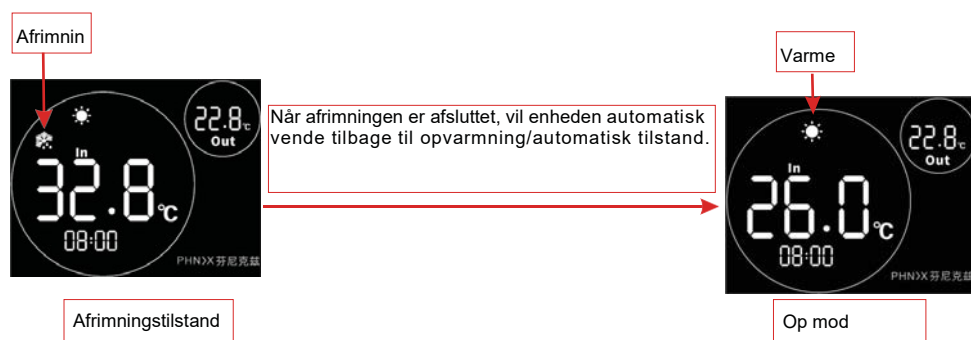 Afrimnin
Varme
22.8℃
Out
In
32.8℃
08:00
PHNIX芬尼克兹
Når afrimningen er afsluttet, vil enheden automatisk
vende tilbage til opvarmning/automatisk tilstand.
22.8℃
Out
In
26.0℃
08:00
PHNIX芬尼克兹
Afrimningstilstand
Op mod